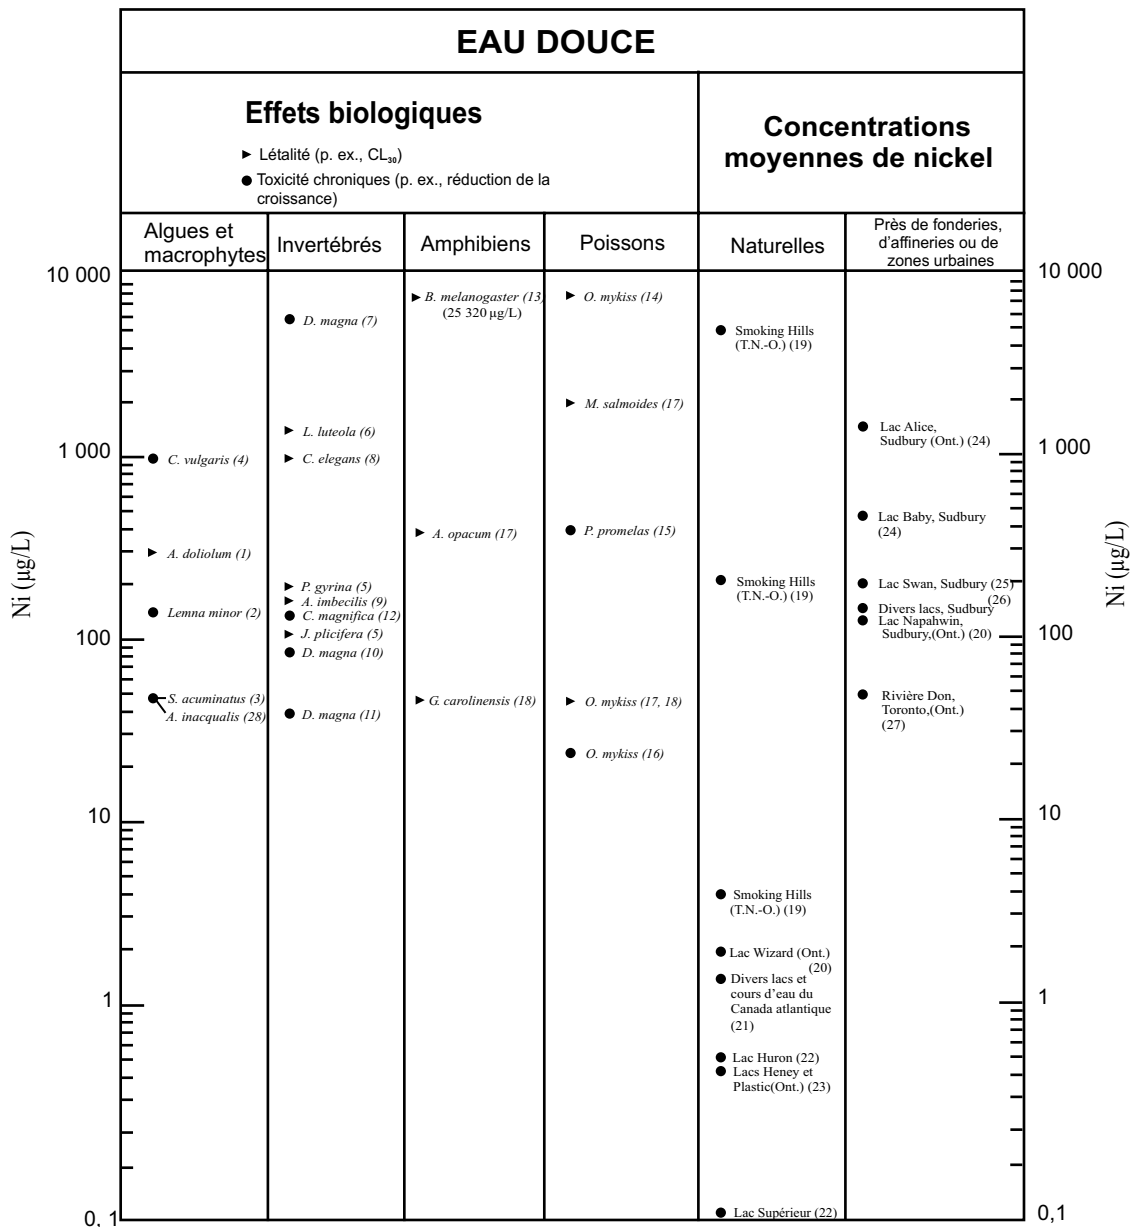 EAU DOUCE
Effets biologiques
Létalité (p. ex., CL₃₀)
Toxicité chroniques (p. ex., réduction de la
croissance)
Concentrations
moyennes de nickel
Algues et
macrophytes
Invertébrés
Amphibiens
Poissons
Naturelles
Près de fonderies,
d'affineries ou de
zones urbaines
Ni (µg/L)
10 000
1 000
100
10
1
0, 1
C. vulgaris (4)
A. doliolum (1)
Lemna minor (2)
S. acuminatus (3)
A. inacqualis (28)
D. magna (7)
L. luteola (6)
C. elegans (8)
P. gyrina (5)
A. imbecilis (9)
C. magnifica (12)
J. plicifera (5)
D. magna (10)
D. magna (11)
B. melanogaster (13)
(25 320 µg/L)
A. opacum (17)
G. carolinensis (18)
O. mykiss (14)
M. salmoides (17)
P. promelas (15)
O. mykiss (17, 18)
O. mykiss (16)
Smoking Hills
(T.N.-O.) (19)
Smoking Hills
(T.N.-O.) (19)
Smoking Hills
(T.N.-O.) (19)
Lac Wizard (Ont.)
(20)
Divers lacs et
cours d'eau du
Canada atlantique
(21)
Lac Huron (22)
Lacs Heney et
Plastic(Ont.) (23)
Lac Supérieur (22)
Lac Alice,
Sudbury (Ont.) (24)
Lac Baby, Sudbury
(24)
Lac Swan, Sudbury (25)
(26)
Divers lacs, Sudbury
Lac Napahwin,
Sudbury,(Ont.) (20)
Rivière Don,
Toronto,(Ont.)
(27)
10 000
1 000
100
10
1
0,1
Ni (µg/L)